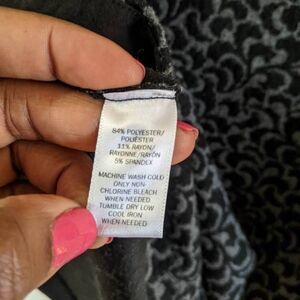 84% POLYESTER/
POLIÉSTER
11% RAYON/
RAYONNE/RAYÓN
5% SPANDEX
MACHINE WASH COLD
ONLY NON-
CHLORINE BLEACH
WHEN NEEDED
TUMBLE DRY LOW
COOL IRON
WHEN NEEDED